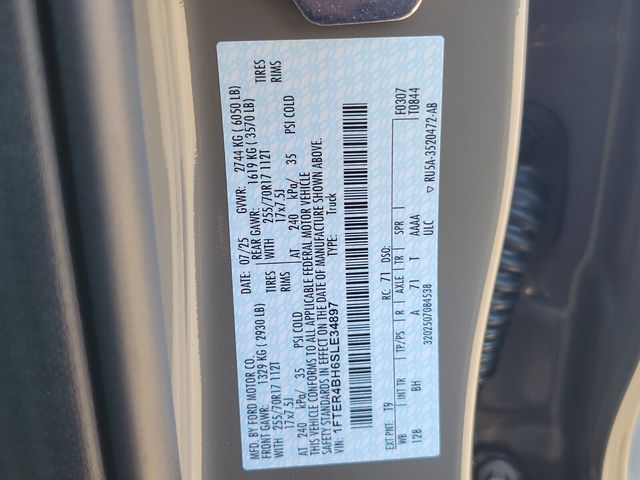 MFD. BY FORD MOTOR CO. DATE: 07/25 GVWR: 2744 KG ( 6050 LB)
FRONT GAWR: 1329 KG ( 2930 LB) REAR GAWR: 1619 KG ( 3570 LB)
WITH 255/70R17 112T TIRES WITH 255/70R17 112T TIRES
17x7.5J RIMS 17x7.5J RIMS
AT 240 kPa/ 35 PSI COLD AT 240 kPa/ 35 PSI COLD
THIS VEHICLE CONFORMS TO ALL APPLICABLE FEDERAL MOTOR VEHICLE
SAFETY STANDARDS IN EFFECT ON THE DATE OF MANUFACTURE SHOWN ABOVE.
VIN: 1FTER4BH6SLE34897 TYPE: Truck
EXT PNT: T9 RC: 71 DSO: F0307
T0844
WB INT TR TP/PS R AXLE TR SPR
128 BH A 71 T AAAA
ULC
3202507084538 ▽ RU5A-3520472-AB